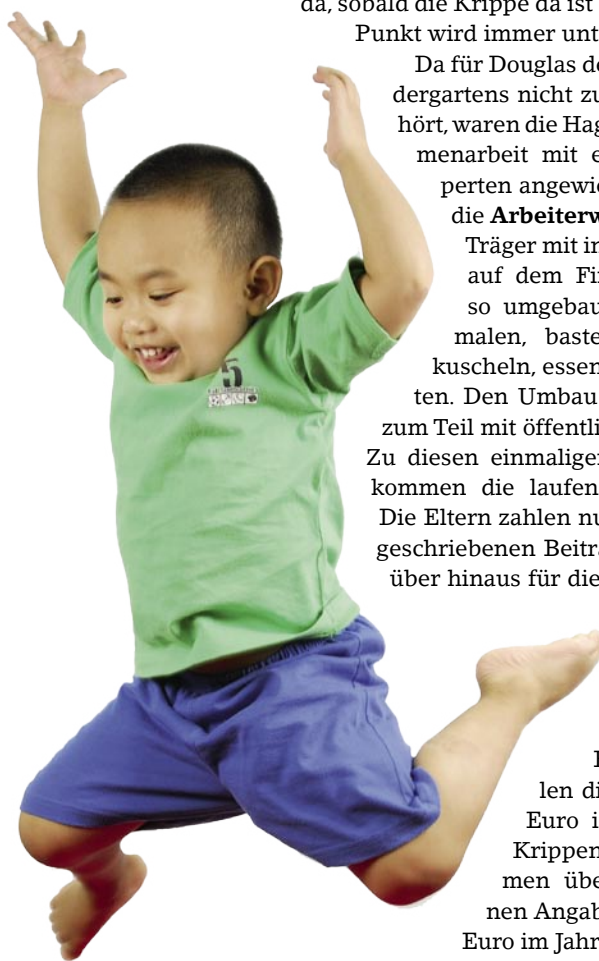 da, sobald die Krippe da ist
Punkt wird immer unt
Da für Douglas de
dergartens nicht zu
hört, waren die Hag
menarbeit mit e
perten angewie
die Arbeiterw
Träger mit in
auf dem Fir
so umgebau
malen, baste
kuscheln, essen
ten. Den Umbau
zum Teil mit öffentli
Zu diesen einmaliger
kommen die laufen
Die Eltern zahlen nu
geschriebenen Beitra
über hinaus für die
len di
Euro i
Krippen
men übe
nen Angab
Euro im Jahr
5